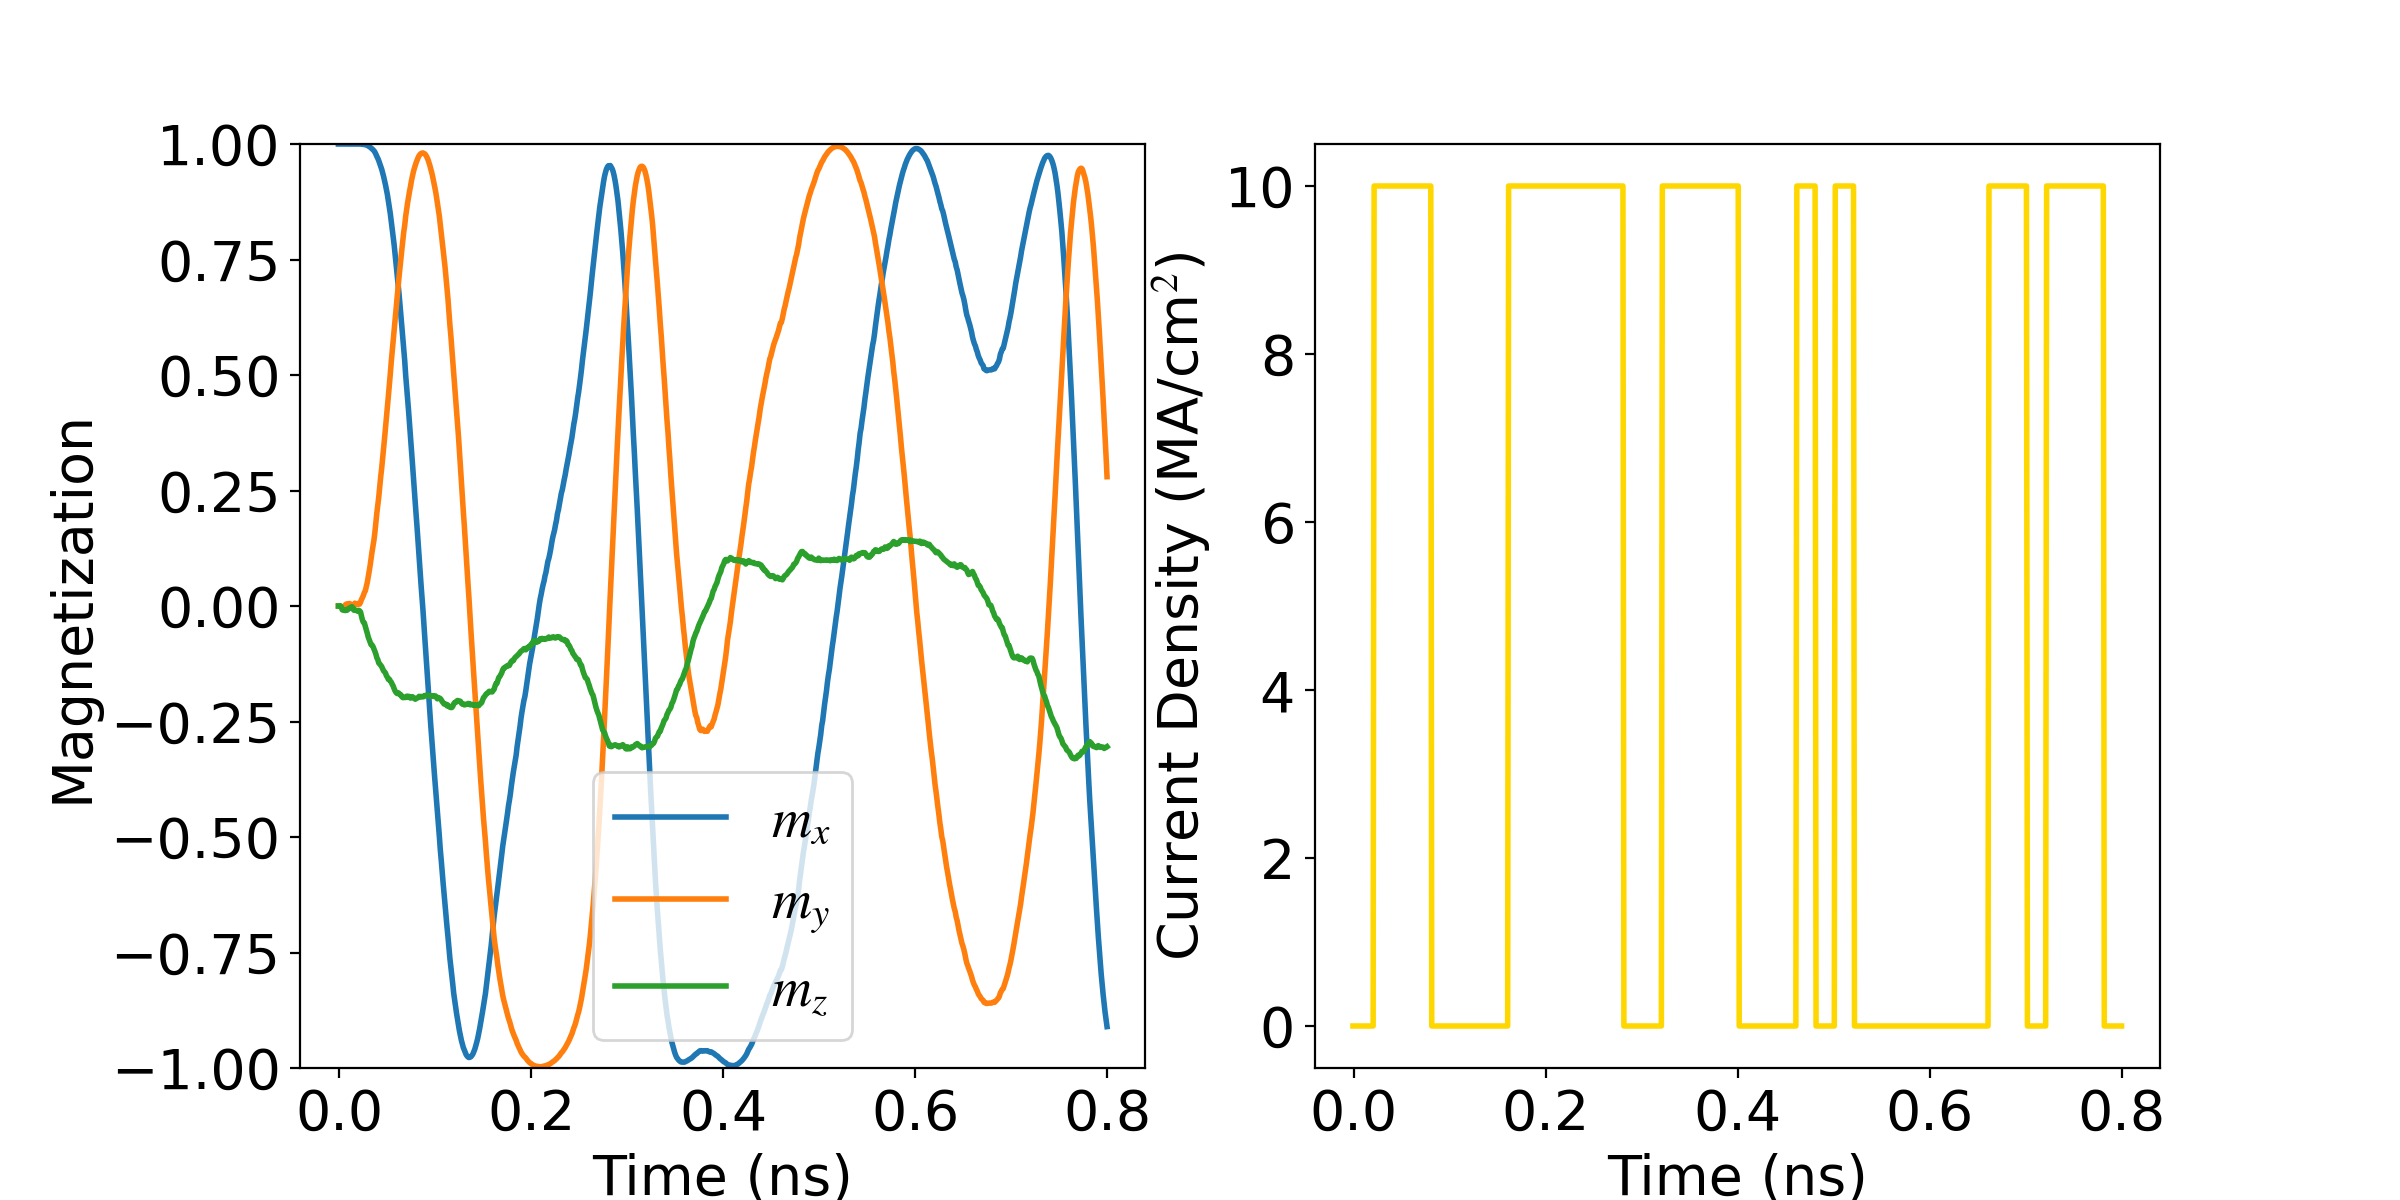 Magnetization
1.00
0.75
0.50
0.25
0.00
−0.25
−0.50
−0.75
−1.00
0.0 0.2 0.4 0.6 0.8
Time (ns)
m_x
m_y
m_z
Current Density (MA/cm²)
10
8
6
4
2
0
0.0 0.2 0.4 0.6 0.8
Time (ns)